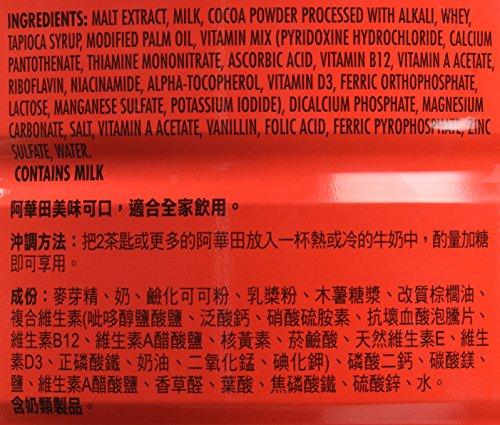 INGREDIENTS: MALT EXTRACT, MILK, COCOA POWDER PROCESSED WITH ALKALI, WHEY,
TAPIOCA SYRUP, MODIFIED PALM OIL, VITAMIN MIX (PYRIDOXINE HYDROCHLORIDE, CALCIUM
PANTOTHENATE, THIAMINE MONONITRATE, ASCORBIC ACID, VITAMIN B12, VITAMIN A ACETATE,
RIBOFLAVIN, NIACINAMIDE, ALPHA-TOCOPHEROL, VITAMIN D3, FERRIC ORTHOPHOSPHATE,
LACTOSE, MANGANESE SULFATE, POTASSIUM IODIDE), DICALCIUM PHOSPHATE, MAGNESIUM
CARBONATE, SALT, VITAMIN A ACETATE, VANILLIN, FOLIC ACID, FERRIC PYROPHOSPHATE, ZINC
SULFATE, WATER.
CONTAINS MILK
阿華田美味可口，適合全家飲用。
沖調方法：把2茶匙或更多的阿華田放入一杯熱或冷的牛奶中，酌量加糖
即可享用。
成份：麥芽精、奶、鹼化可可粉、乳漿粉、木薯糖漿、改質棕櫚油、
複合維生素(吡哆醇鹽酸鹽、泛酸鈣、硝酸硫胺素、抗壞血酸泡騰片、
維生素B12、維生素A醋酸鹽、核黃素、菸鹼酸、天然維生素E、維生
素D3、正磷酸鐵、奶油、二氧化錳、碘化鉀)、磷酸二鈣、碳酸鎂、
鹽、維生素A醋酸鹽、香草醛、葉酸、焦磷酸鐵、硫酸鋅、水。
含奶類製品。